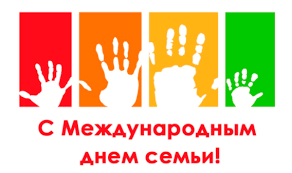 С Международным
днем семьи!